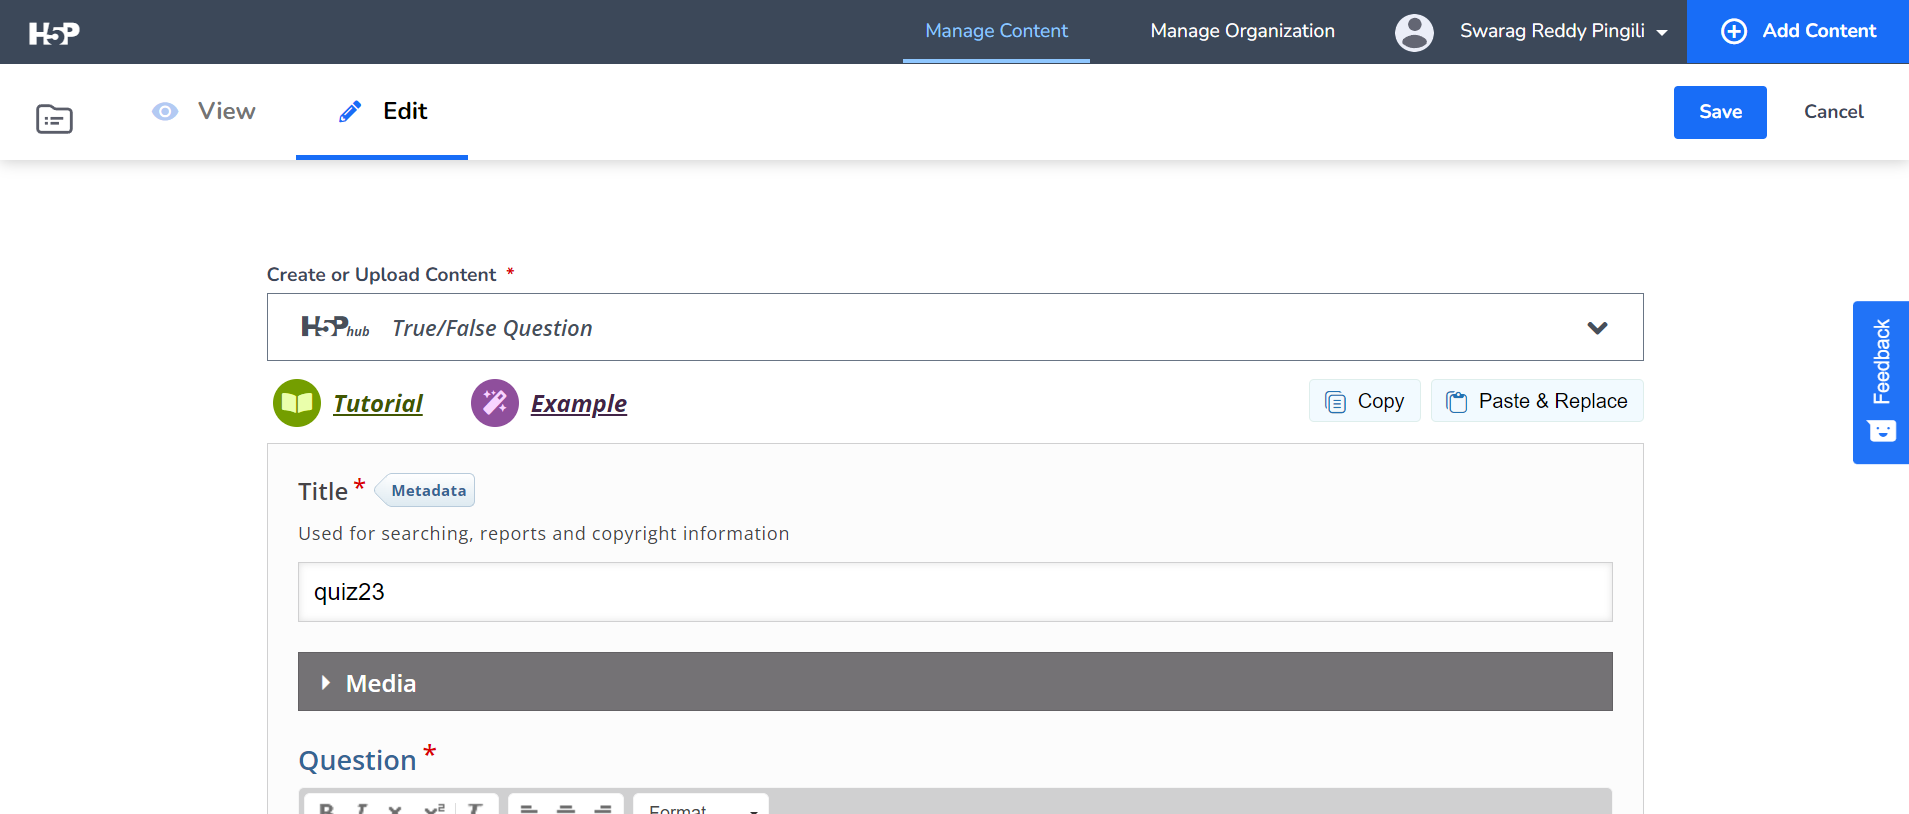 H5P Manage Content Manage Organization Swarag Reddy Pingili Add Content
View Edit Save Cancel
Create or Upload Content *
H5Phub True/False Question
Feedback
Tutorial Example Copy Paste & Replace
Title * Metadata
Used for searching, reports and copyright information
quiz23
Media
Question *
B I x x² T Format